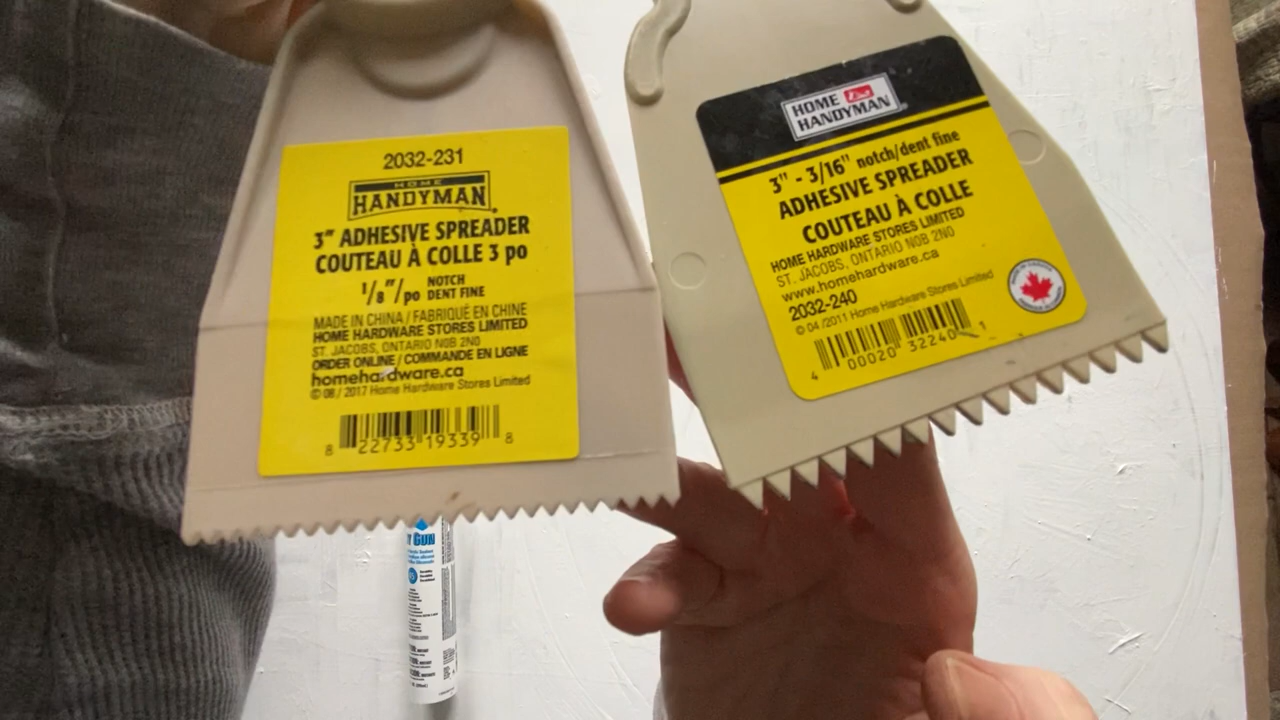 2032-231
HOME
HANDYMAN
3" ADHESIVE SPREADER
COUTEAU À COLLE 3 po
1/8"/po NOTCH
DENT FINE
MADE IN CHINA / FABRIQUÉ EN CHINE
HOME HARDWARE STORES LIMITED
ST. JACOBS, ONTARIO N0B 2N0
ORDER ONLINE / COMMANDE EN LIGNE
homehardware.ca
© 08 / 2017 Home Hardware Stores Limited
8 22733 19339 8
HOME
HANDYMAN
3" - 3/16" notch/dent fine
ADHESIVE SPREADER
COUTEAU À COLLE
HOME HARDWARE STORES LIMITED
ST. JACOBS, ONTARIO N0B 2N0
www.homehardware.ca
2032-240
© 04 /2011 Home Hardware Stores Limited
4 00020 32240 1
MADE IN CANADA
GUN